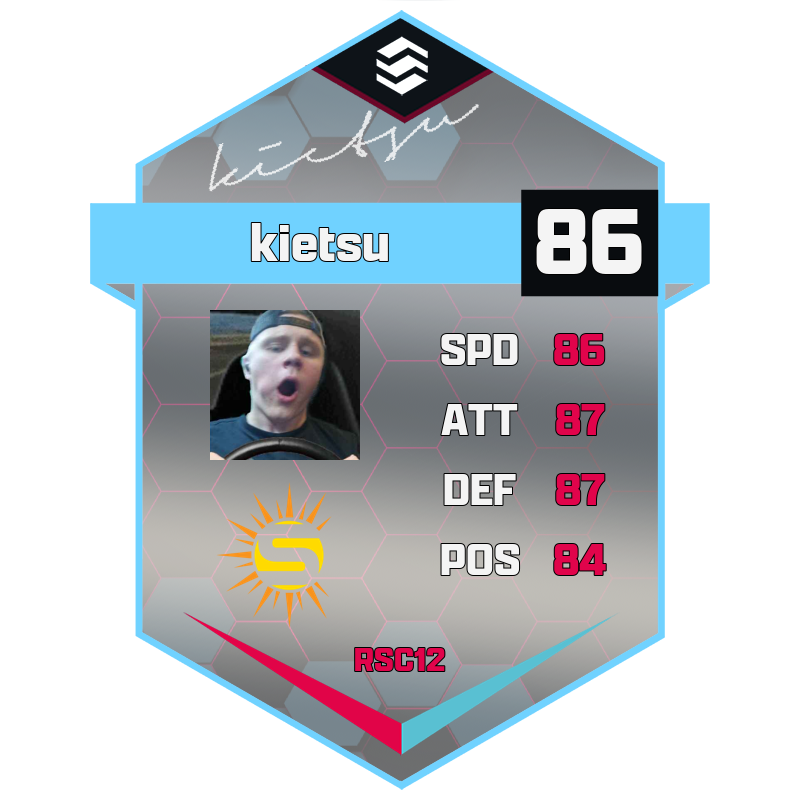 kietsu
kietsu 86
SPD 86
ATT 87
DEF 87
POS 84
RSC12